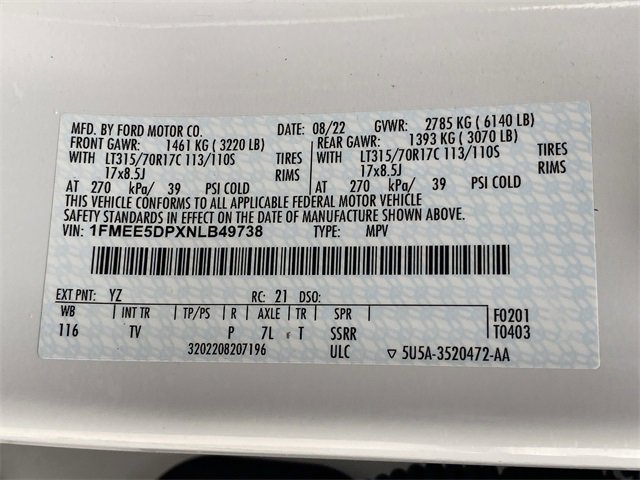 MFD. BY FORD MOTOR CO. DATE: 08/22 GVWR: 2785 KG ( 6140 LB)
FRONT GAWR: 1461 KG ( 3220 LB) REAR GAWR: 1393 KG ( 3070 LB)
WITH LT315/70R17C 113/110S TIRES WITH LT315/70R17C 113/110S TIRES
17x8.5J RIMS 17x8.5J RIMS
AT 270 kPa/ 39 PSI COLD AT 270 kPa/ 39 PSI COLD
THIS VEHICLE CONFORMS TO ALL APPLICABLE FEDERAL MOTOR VEHICLE
SAFETY STANDARDS IN EFFECT ON THE DATE OF MANUFACTURE SHOWN ABOVE.
VIN: 1FMEE5DPXNLB49738 TYPE: MPV
EXT PNT: YZ RC: 21 DSO:
WB INT TR TP/PS R AXLE TR SPR F0201
116 TV P 7L T SSRR T0403
3202208207196 ULC ▽ 5U5A-3520472-AA